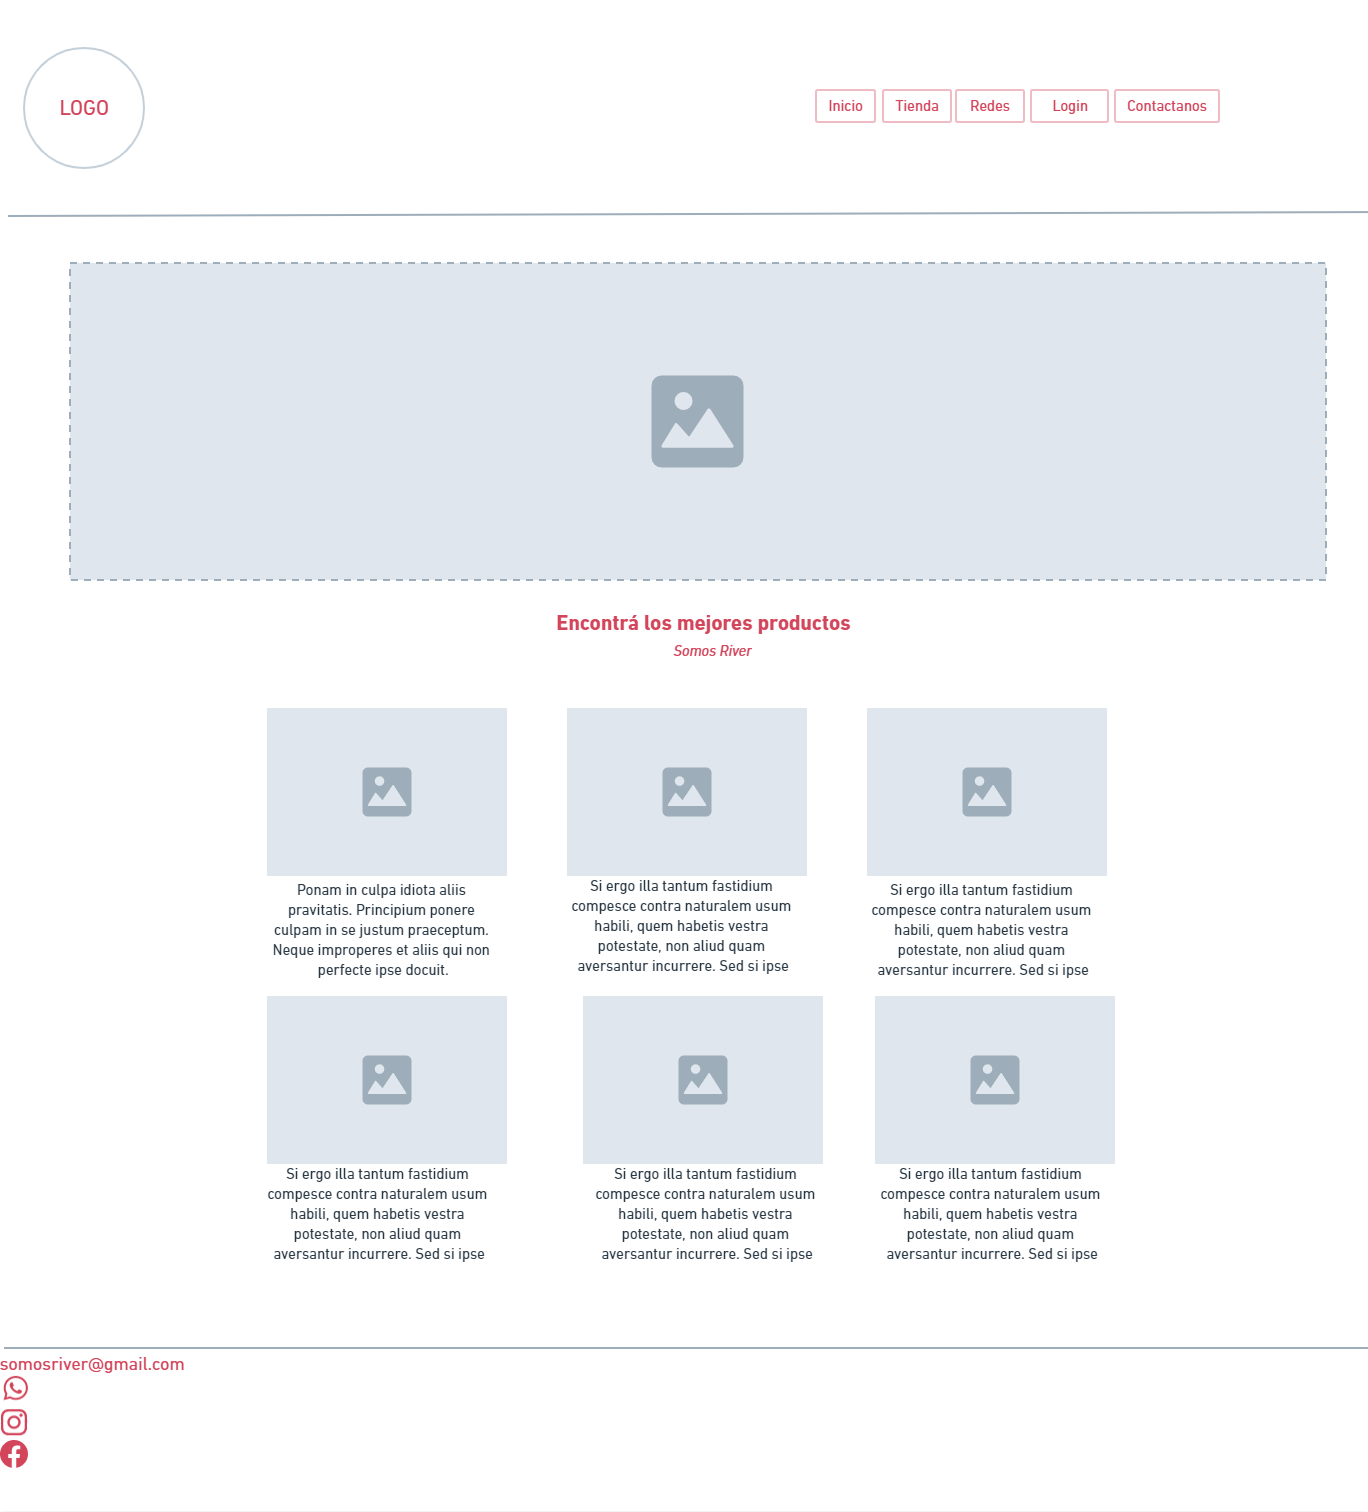 LOGO
Inicio
Tienda
Redes
Login
Contactanos
Encontrá los mejores productos
Somos River
Ponam in culpa idiota aliis
pravitatis. Principium ponere
culpam in se justum praeceptum.
Neque improperes et aliis qui non
perfecte ipse docuit.
Si ergo illa tantum fastidium
compesce contra naturalem usum
habili, quem habetis vestra
potestate, non aliud quam
aversantur incurrere. Sed si ipse
Si ergo illa tantum fastidium
compesce contra naturalem usum
habili, quem habetis vestra
potestate, non aliud quam
aversantur incurrere. Sed si ipse
Si ergo illa tantum fastidium
compesce contra naturalem usum
habili, quem habetis vestra
potestate, non aliud quam
aversantur incurrere. Sed si ipse
Si ergo illa tantum fastidium
compesce contra naturalem usum
habili, quem habetis vestra
potestate, non aliud quam
aversantur incurrere. Sed si ipse
Si ergo illa tantum fastidium
compesce contra naturalem usum
habili, quem habetis vestra
potestate, non aliud quam
aversantur incurrere. Sed si ipse
somosriver@gmail.com